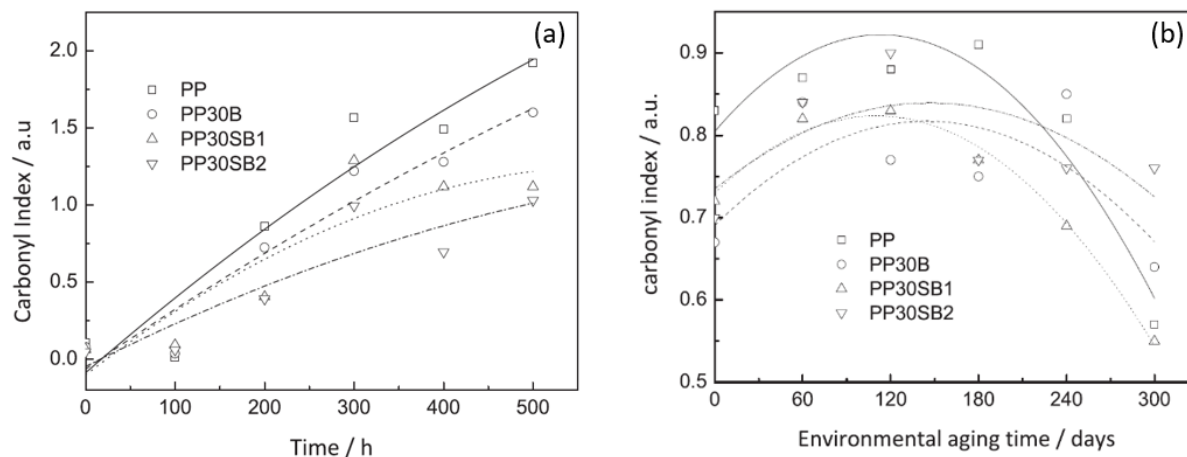 (a)
Carbonyl Index / a.u
2.0
1.5
1.0
0.5
0.0
PP
PP30B
PP30SB1
PP30SB2
0 100 200 300 400 500
Time / h
(b)
carbonyl index / a.u.
0.9
0.8
0.7
0.6
0.5
PP
PP30B
PP30SB1
PP30SB2
0 60 120 180 240 300
Environmental aging time / days